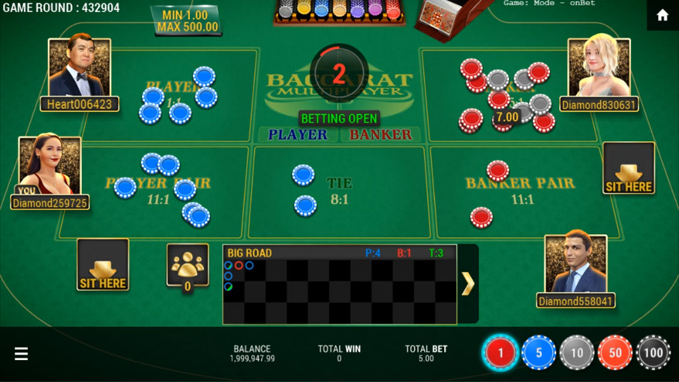 GAME ROUND : 432904
MIN 1.00
MAX 500.00
Game: Mode - onBet
Heart006423
PLAYER
1:1
BACCARAT
MULTIPLAYER
2
BETTING OPEN
PLAYER BANKER
7.00
Diamond830631
YOU
Diamond259725
PLAYER PAIR
11:1
TIE
8:1
BANKER PAIR
11:1
SIT HERE
SIT HERE
0
BIG ROAD P:4 B:1 T:3
Diamond558041
BALANCE
1,999,947.99
TOTAL WIN
0
TOTAL BET
5.00
1 5 10 50 100